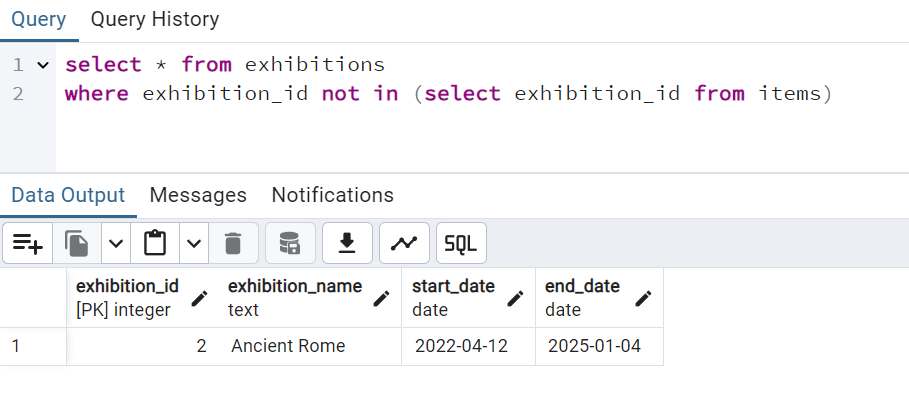 Query Query History
1 select * from exhibitions
2 where exhibition_id not in (select exhibition_id from items)
Data Output Messages Notifications
SQL
exhibition_id exhibition_name start_date end_date
[PK] integer text date date
1 2 Ancient Rome 2022-04-12 2025-01-04